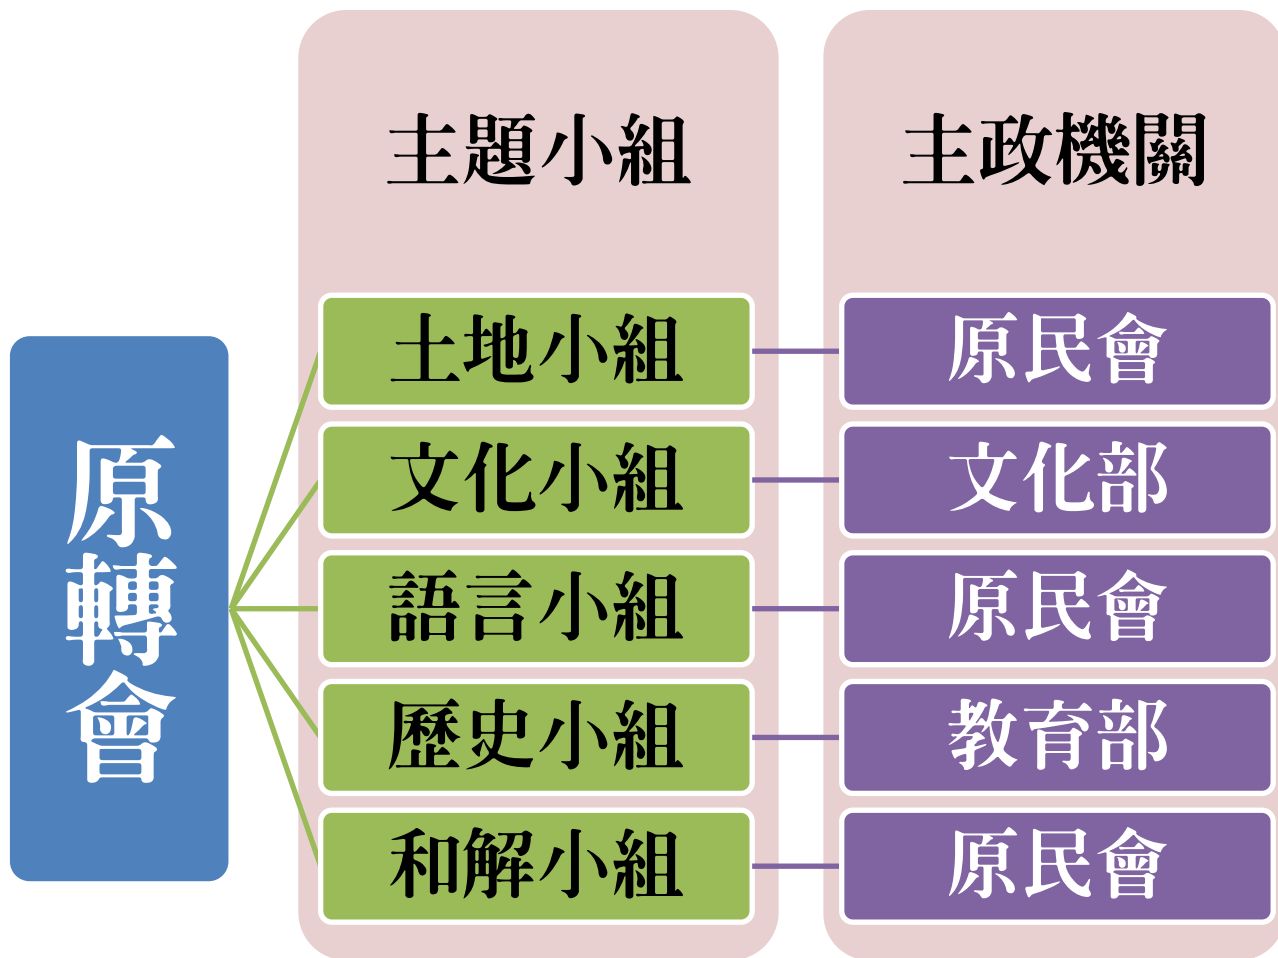 原轉會
主題小組
主政機關
土地小組
原民會
文化小組
文化部
語言小組
原民會
歷史小組
教育部
和解小組
原民會